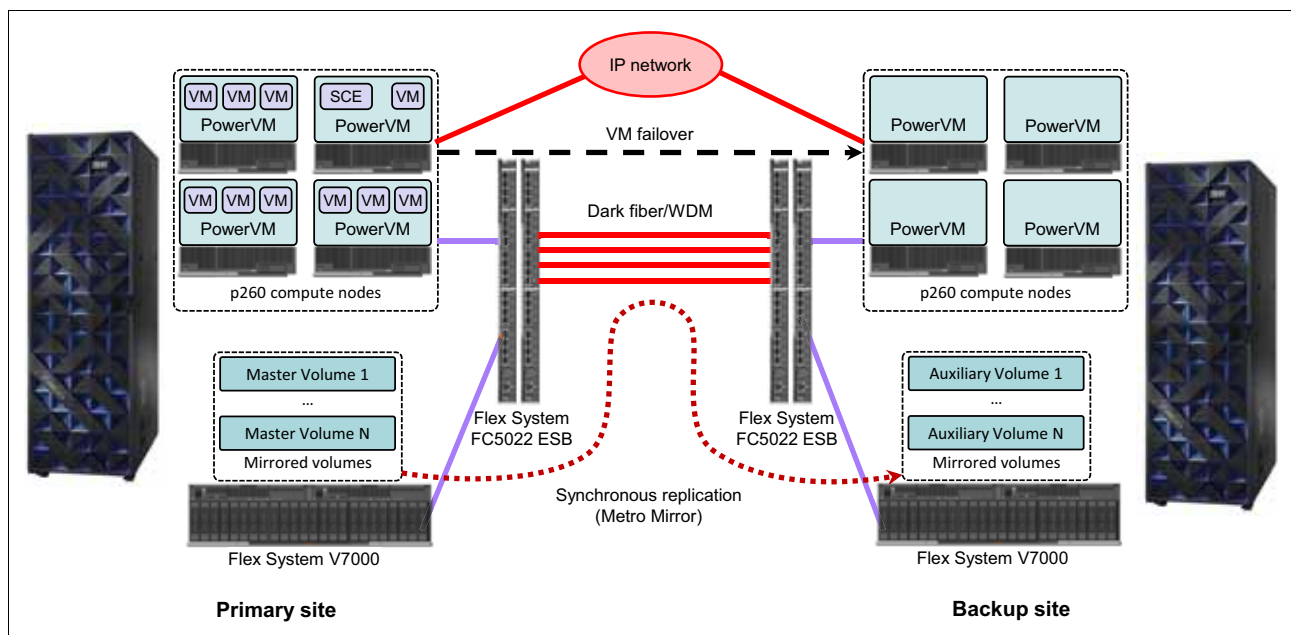 IP network
VM VM VM
PowerVM
SCE VM
PowerVM
VM VM VM
PowerVM
VM VM VM
PowerVM
p260 compute nodes
VM failover
Dark fiber/WDM
PowerVM
PowerVM
PowerVM
PowerVM
p260 compute nodes
Master Volume 1
...
Master Volume N
Mirrored volumes
Flex System
FC5022 ESB
Flex System
FC5022 ESB
Auxiliary Volume 1
...
Auxiliary Volume N
Mirrored volumes
Synchronous replication
(Metro Mirror)
Flex System V7000
Flex System V7000
Primary site
Backup site